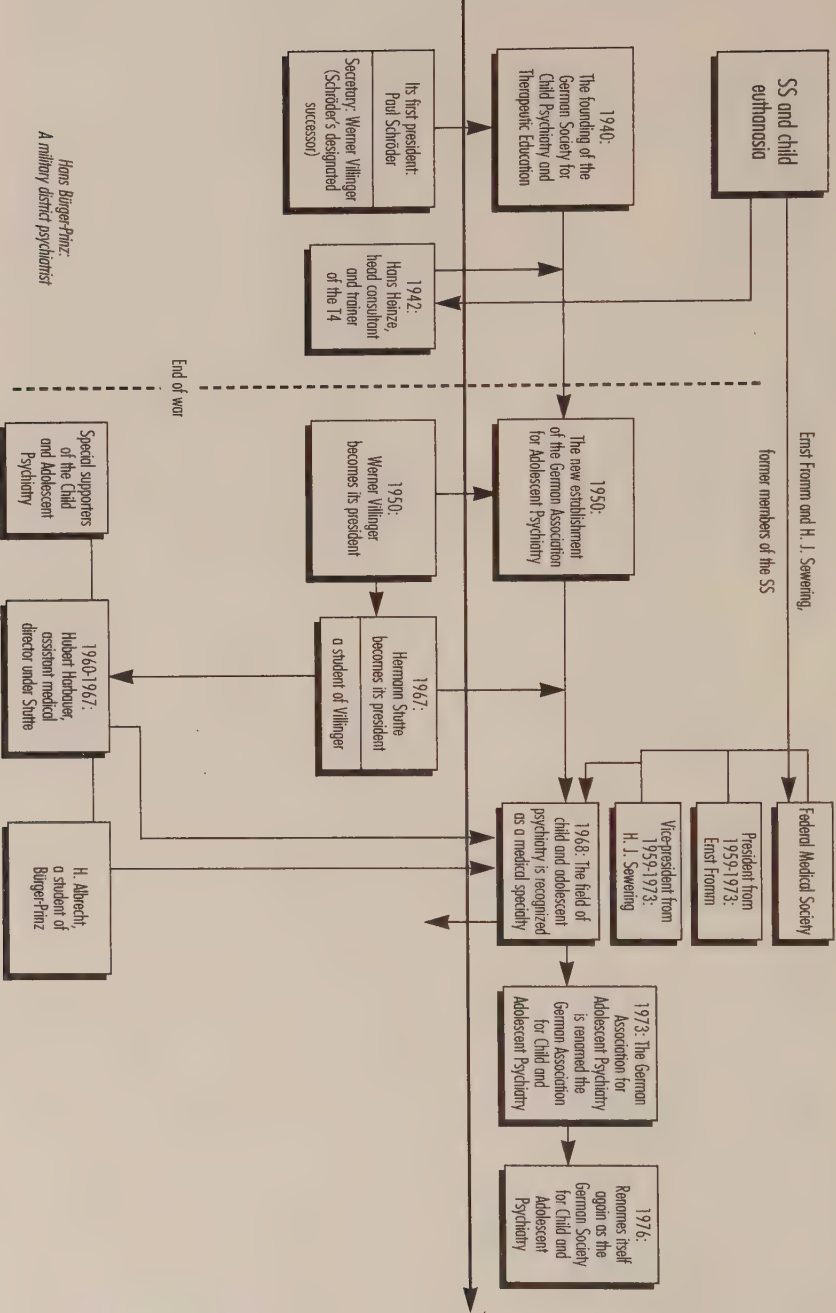 SS and child
euthanasia
Ernst Fromm and H. J. Sewering,
former members of the SS
Federal Medical Society
President from
1959-1973:
Ernst Fromm
Vice-president from
1959-1973:
H. J. Sewering
1940:
The founding of the
German Society for
Child Psychiatry and
Therapeutic Education
The new establishment
of the German Association
for Adolescent Psychiatry
1950:
1968: The field of
child and adolescent
psychiatry is recognized
as a medical specialty
1973: The German
Association for
Adolescent Psychiatry
is renamed the
German Association
for Child and
Adolescent Psychiatry
1976:
Renames itself
again as the
German Society
for Child and
Adolescent
Psychiatry
Its first president:
Paul Schröder
Secretary: Werner Villinger
(Schröder's designated
successor)
1942:
Hans Heinze,
head consultant
and trainer
of the T4
1950:
Werner Villinger
becomes its president
1967:
Hermann Stutte
becomes its president
a student of Villinger
End of war
Hans Bürger-Prinz:
A military district psychiatrist
Special supporters
of the Child
and Adolescent
Psychiatry
1960-1967:
Hubert Harbauer,
assistant medical
director under Stutte
H. Albrecht,
a student of
Bürger-Prinz